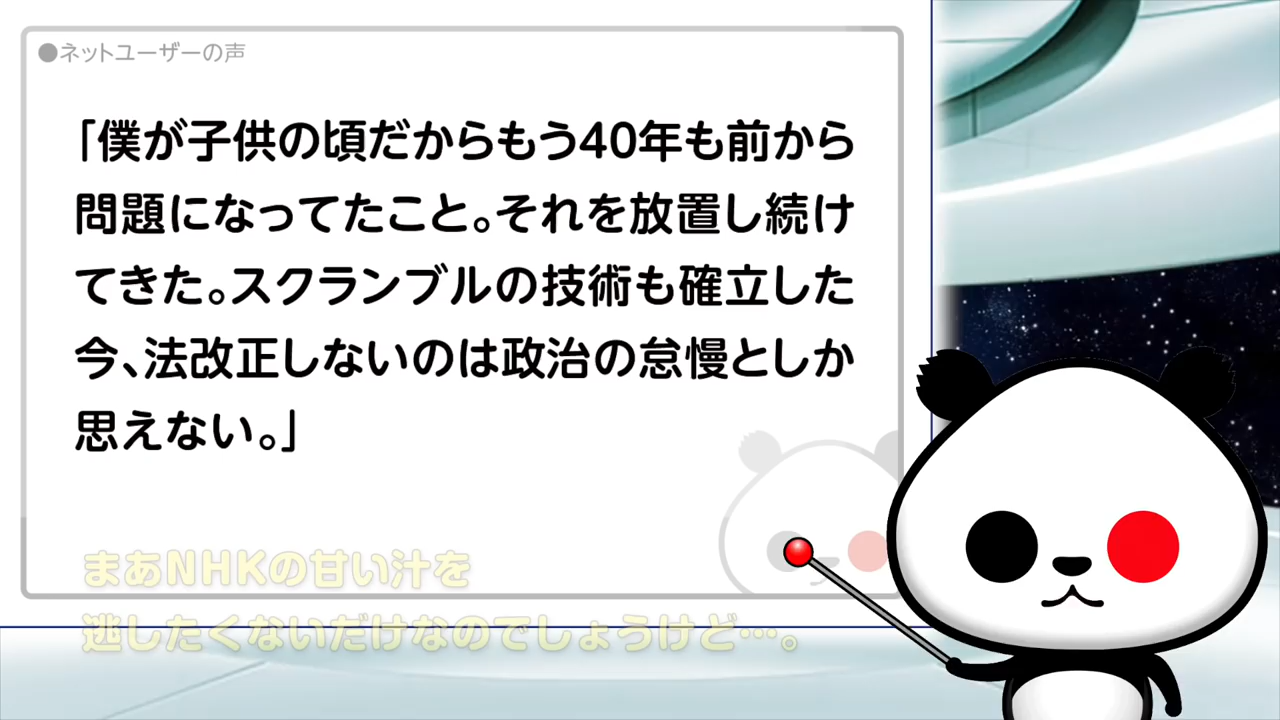 ●ネットユーザーの声
「僕が子供の頃だからもう40年も前から
問題になってたこと。それを放置し続け
てきた。スクランブルの技術も確立した
今、法改正しないのは政治の怠慢としか
思えない。」
まあNHKの甘い汁を
逃したくないだけなのでしょうけど…。